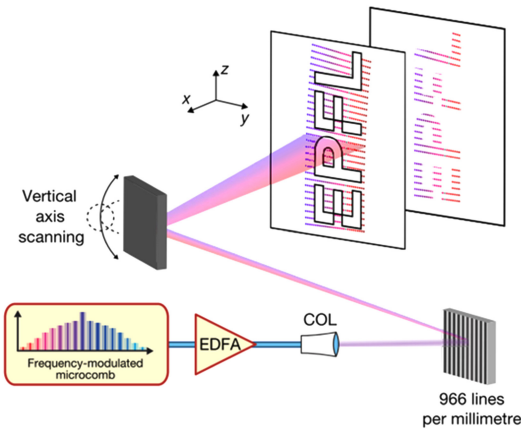 EPFL
z
x
y
Vertical
axis
scanning
COL
EDFA
Frequency-modulated
microcomb
966 lines
per millimetre